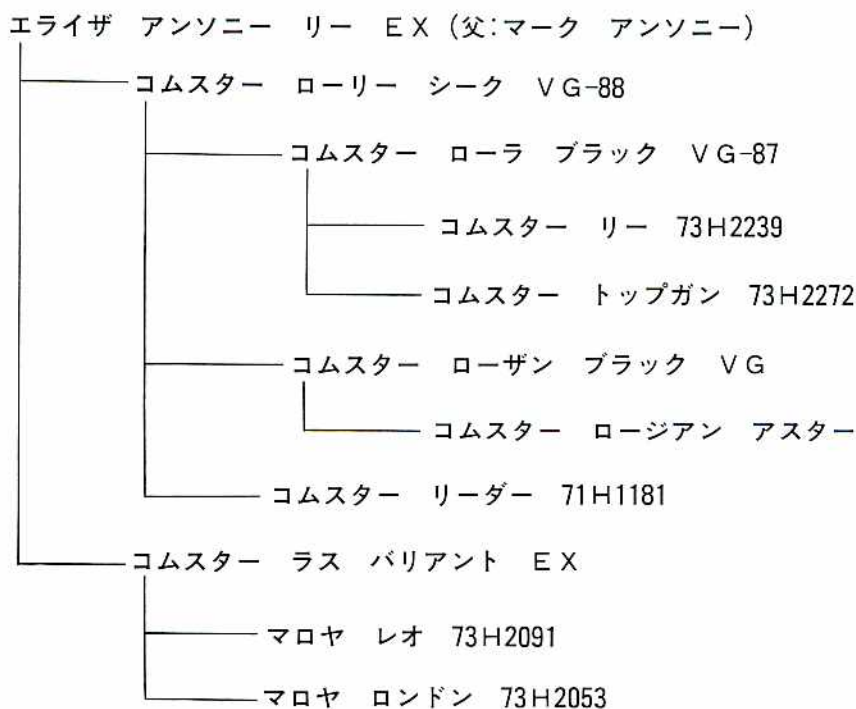 エライザ アンソニー リー EX (父:マーク アンソニー)
コムスター ローリー シーク VG-88
コムスター ローラ ブラック VG-87
コムスター リー 73H2239
コムスター トップガン 73H2272
コムスター ローザン ブラック VG
コムスター ロージアン アスター
コムスター リーダー 71H1181
コムスター ラス バリアント EX
マロヤ レオ 73H2091
マロヤ ロンドン 73H2053